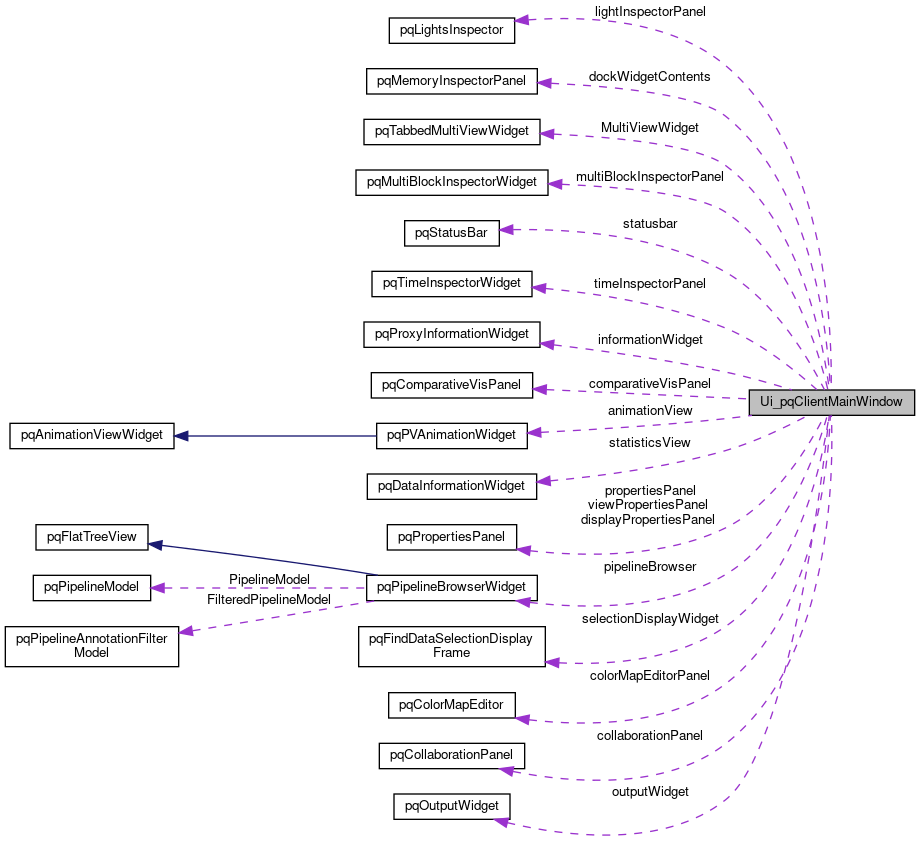 lightInspectorPanel
pqLightsInspector
dockWidgetContents
pqMemoryInspectorPanel
MultiViewWidget
pqTabbedMultiViewWidget
multiBlockInspectorPanel
pqMultiBlockInspectorWidget
statusbar
pqStatusBar
timeInspectorPanel
pqTimeInspectorWidget
informationWidget
pqProxyInformationWidget
comparativeVisPanel
pqComparativeVisPanel
Ui_pqClientMainWindow
animationView
pqAnimationViewWidget
pqPVAnimationWidget
statisticsView
pqDataInformationWidget
propertiesPanel
viewPropertiesPanel
displayPropertiesPanel
pqFlatTreeView
pqPropertiesPanel
pipelineBrowser
PipelineModel
pqPipelineModel
pqPipelineBrowserWidget
FilteredPipelineModel
selectionDisplayWidget
pqPipelineAnnotationFilter
Model
pqFindDataSelectionDisplay
Frame
colorMapEditorPanel
pqColorMapEditor
collaborationPanel
pqCollaborationPanel
outputWidget
pqOutputWidget